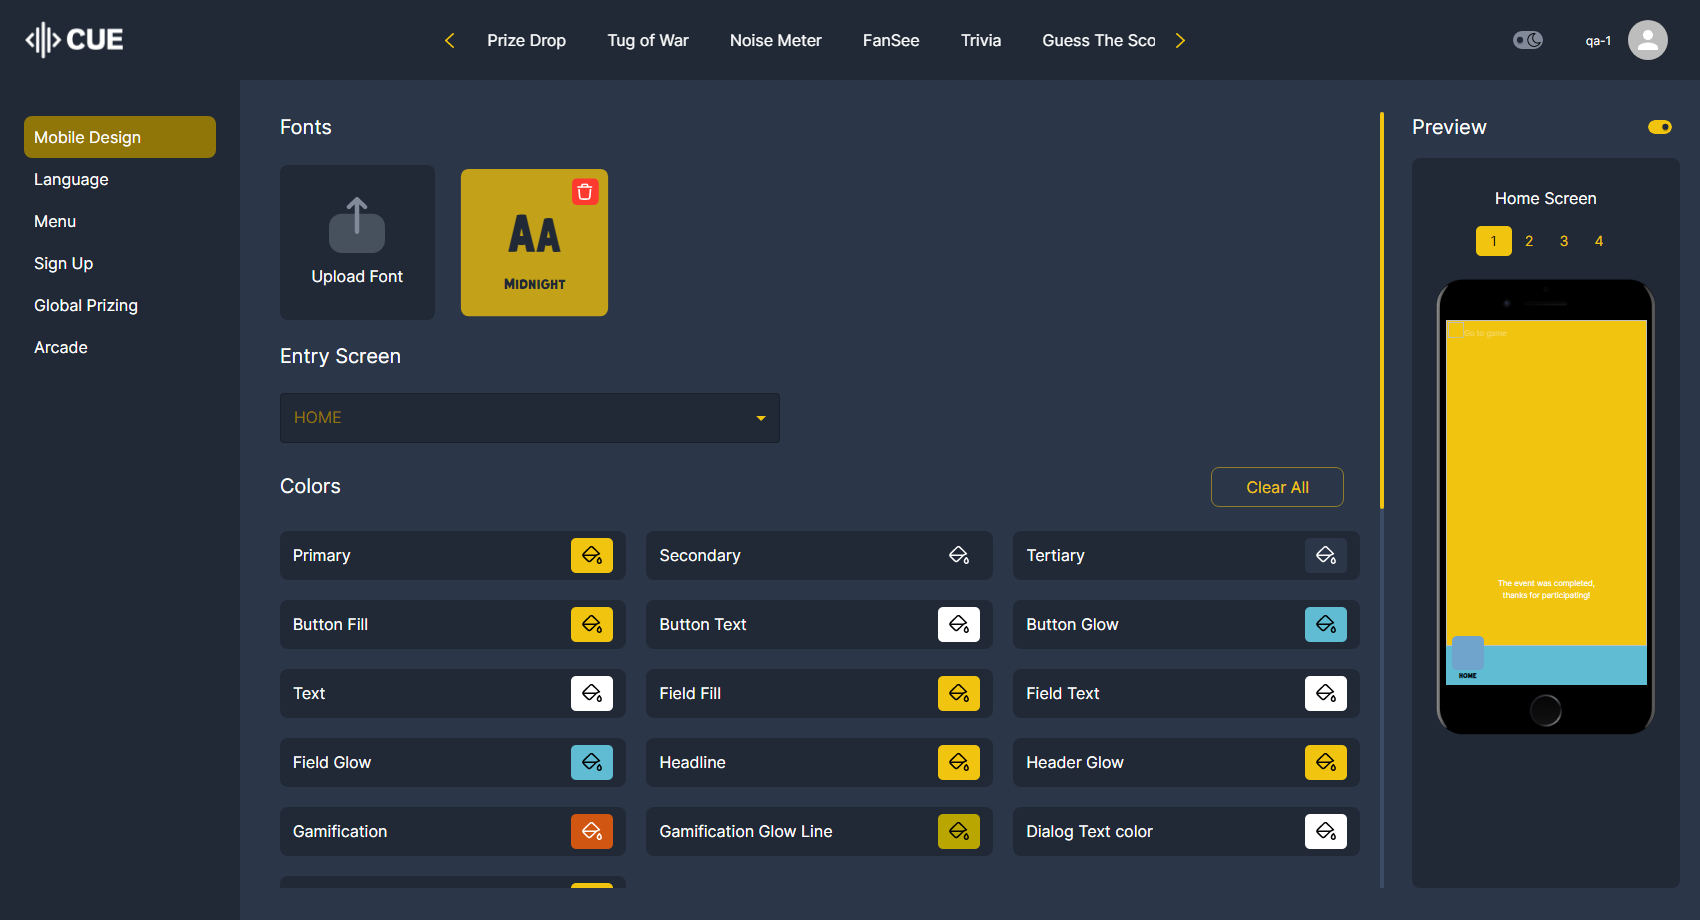 CUE
Prize Drop
Tug of War
Noise Meter
FanSee
Trivia
Guess The Sco
qa-1
Mobile Design
Language
Menu
Sign Up
Global Prizing
Arcade
Fonts
Upload Font
AA
MIDNIGHT
Entry Screen
HOME
Colors
Clear All
Primary
Secondary
Tertiary
Button Fill
Button Text
Button Glow
Text
Field Fill
Field Text
Field Glow
Headline
Header Glow
Gamification
Gamification Glow Line
Dialog Text color
Preview
Home Screen
1 2 3 4
Go to game
The event was completed,
thanks for participating!
HOME